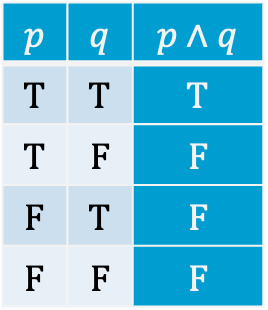 p q p ∧ q
T T T
T F F
F T F
F F F